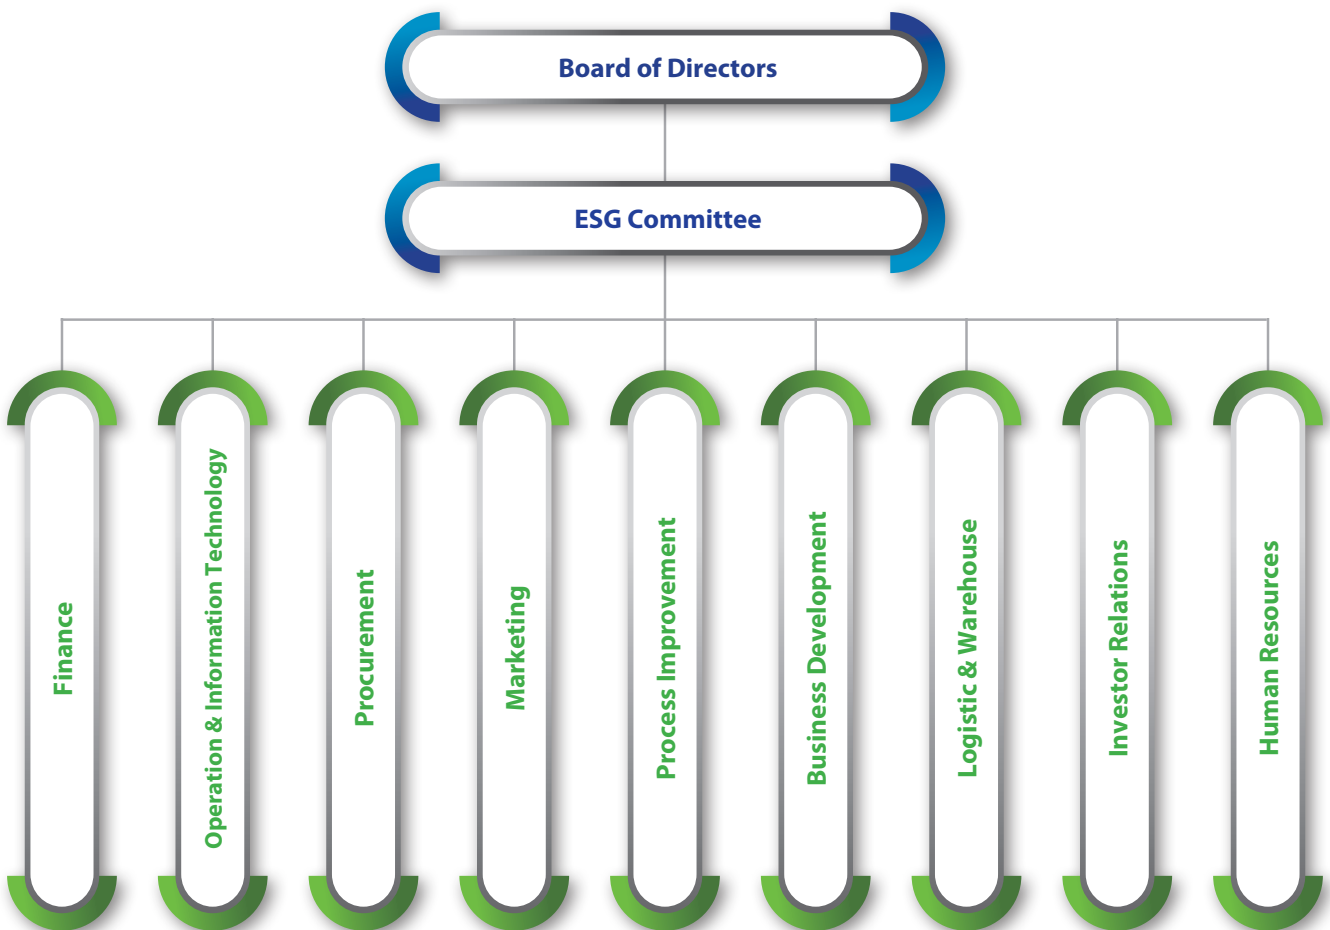 Board of Directors
ESG Committee
Finance
Operation & Information Technology
Procurement
Marketing
Process Improvement
Business Development
Logistic & Warehouse
Investor Relations
Human Resources